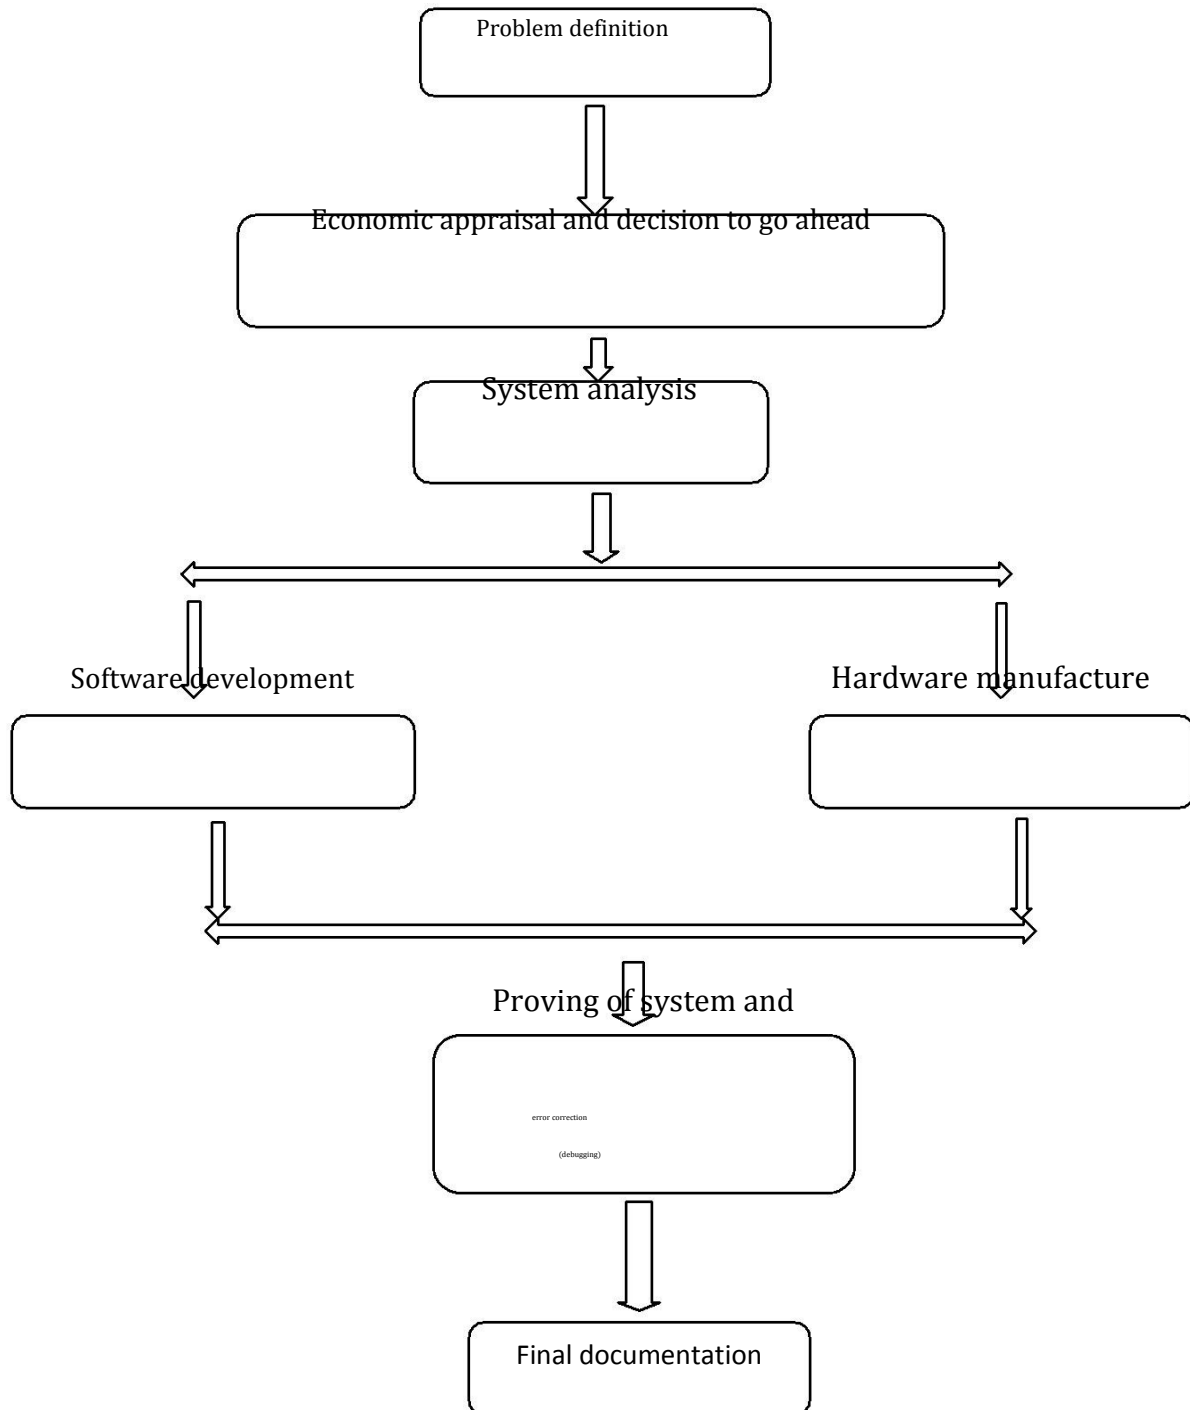 Problem definition
Economic appraisal and decision to go ahead
System analysis
Software development
Hardware manufacture
Proving of system and
error correction
(debugging)
Final documentation